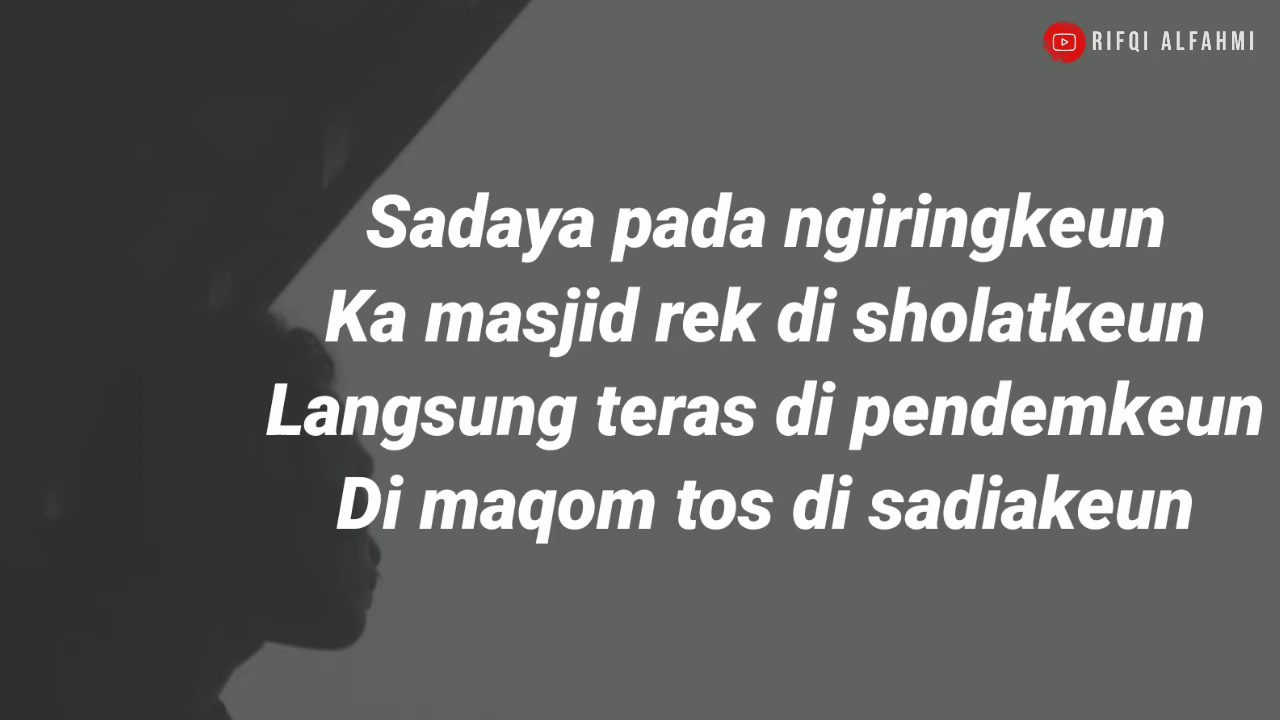 RIFQI ALFAHMI
Sadaya pada ngiringkeun
Ka masjid rek di sholatkeun
Langsung teras di pendemkeun
Di maqom tos di sadiakeun